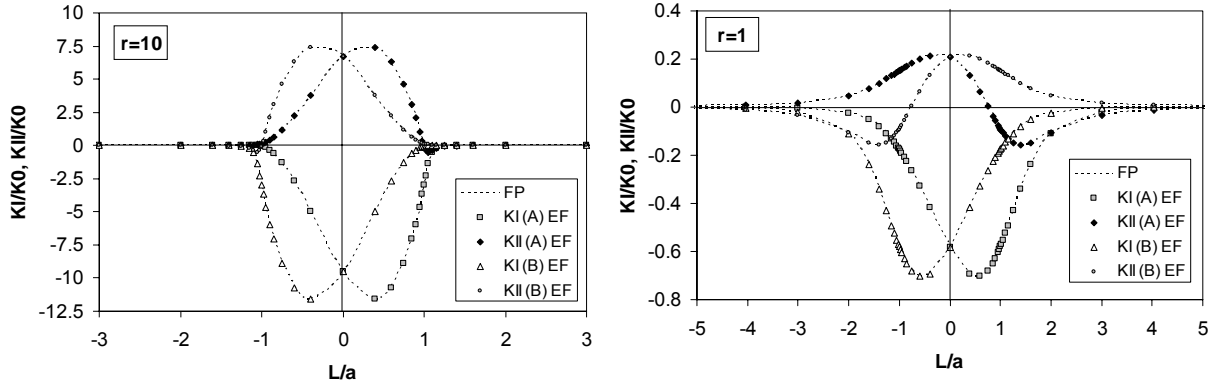 r=10
10
7.5
5
2.5
0
-2.5
-5
-7.5
-10
-12.5
KI/K0, KII/K0
-3 -2 -1 0 1 2 3
L/a
FP
KI (A) EF
KII (A) EF
KI (B) EF
KII (B) EF
r=1
0.4
0.2
0
-0.2
-0.4
-0.6
-0.8
KI/K0, KII/K0
-5 -4 -3 -2 -1 0 1 2 3 4 5
L/a
FP
KI (A) EF
KII (A) EF
KI (B) EF
KII (B) EF